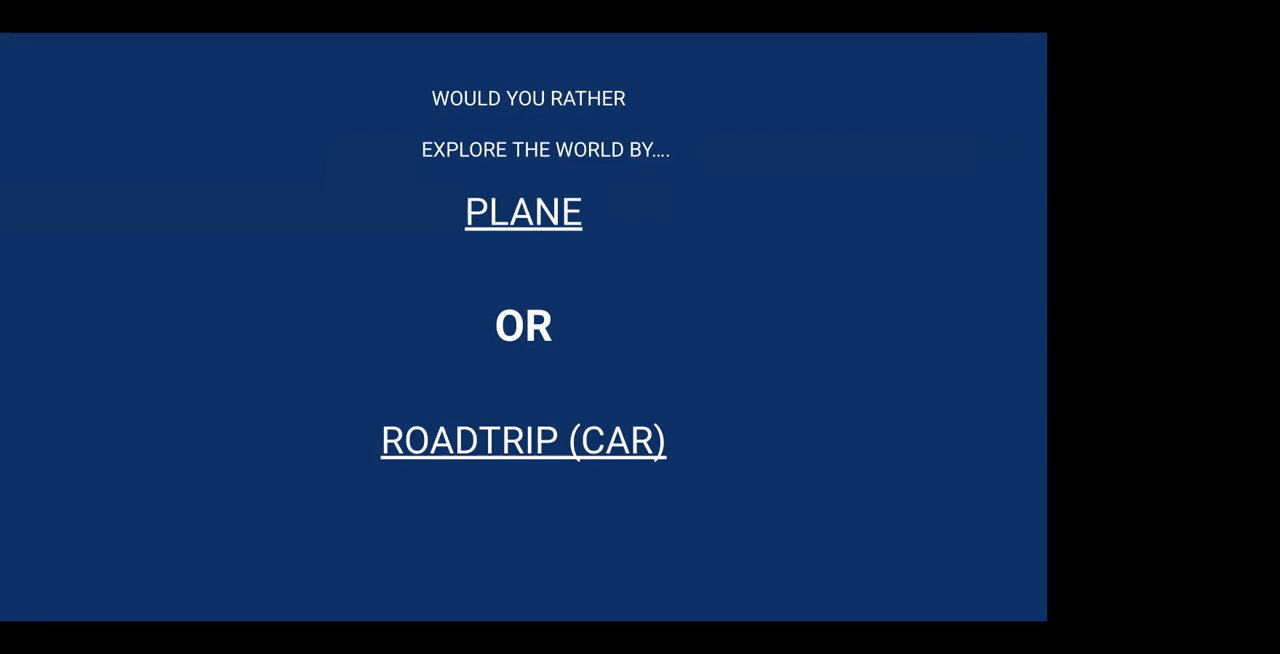 WOULD YOU RATHER
EXPLORE THE WORLD BY....
PLANE
OR
ROADTRIP (CAR)